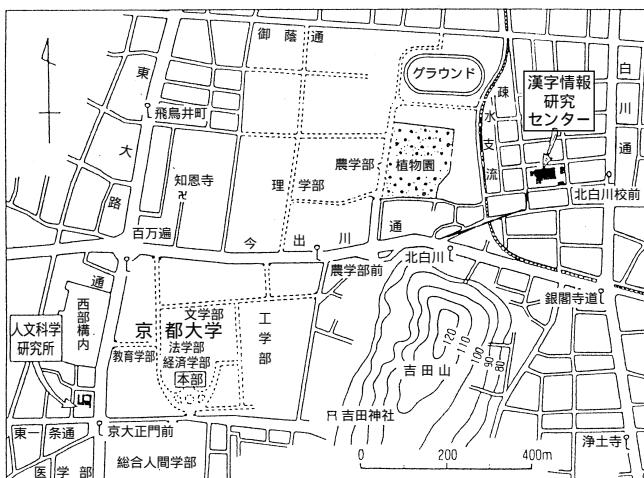 御蔭通
グラウンド
東大路
飛鳥井町
疏水支流
漢字情報
研究
センター
白川通
農学部
植物園
知恩寺
理学部
北白川校前
百万遍
今出川通
農学部前
北白川
銀閣寺道
通
西部構内
人文科学
研究所
文学部
京都大学
法学部
経済学部
教育学部
本部
工学部
120
110
100
90
80
吉田山
吉田神社
東一条通
京大正門前
浄土寺
医学部
総合人間学部
0 200 400m